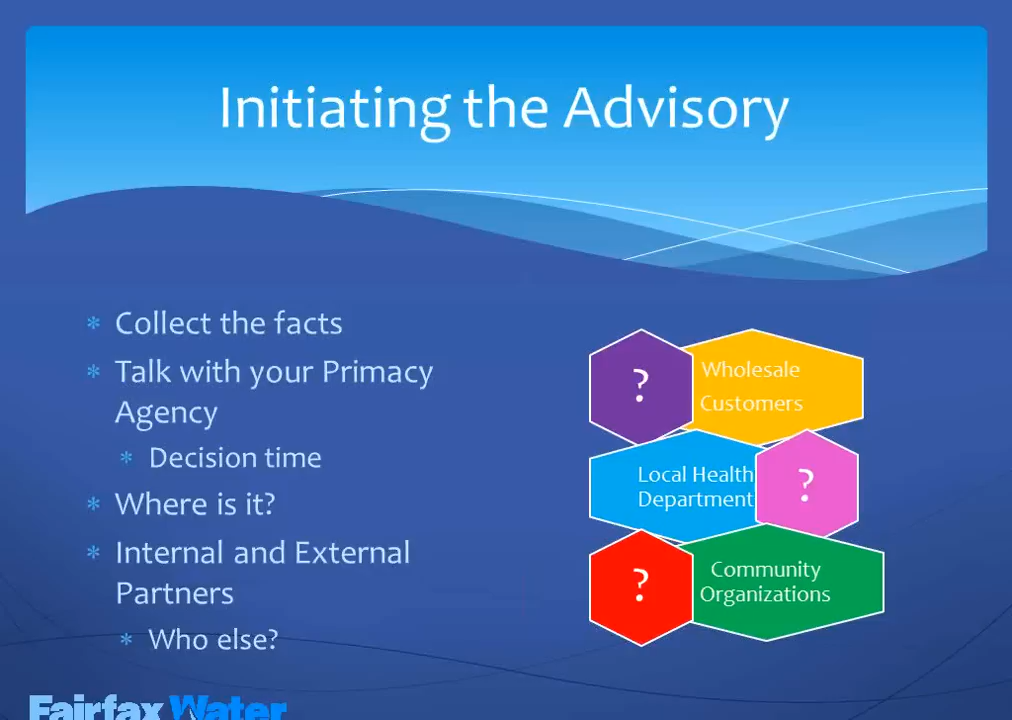 Initiating the Advisory
* Collect the facts
* Talk with your Primacy
Agency
* Decision time
* Where is it?
* Internal and External
Partners
* Who else?
?
Wholesale
Customers
Local Health
Department
?
?
Community
Organizations
Fairfax Water